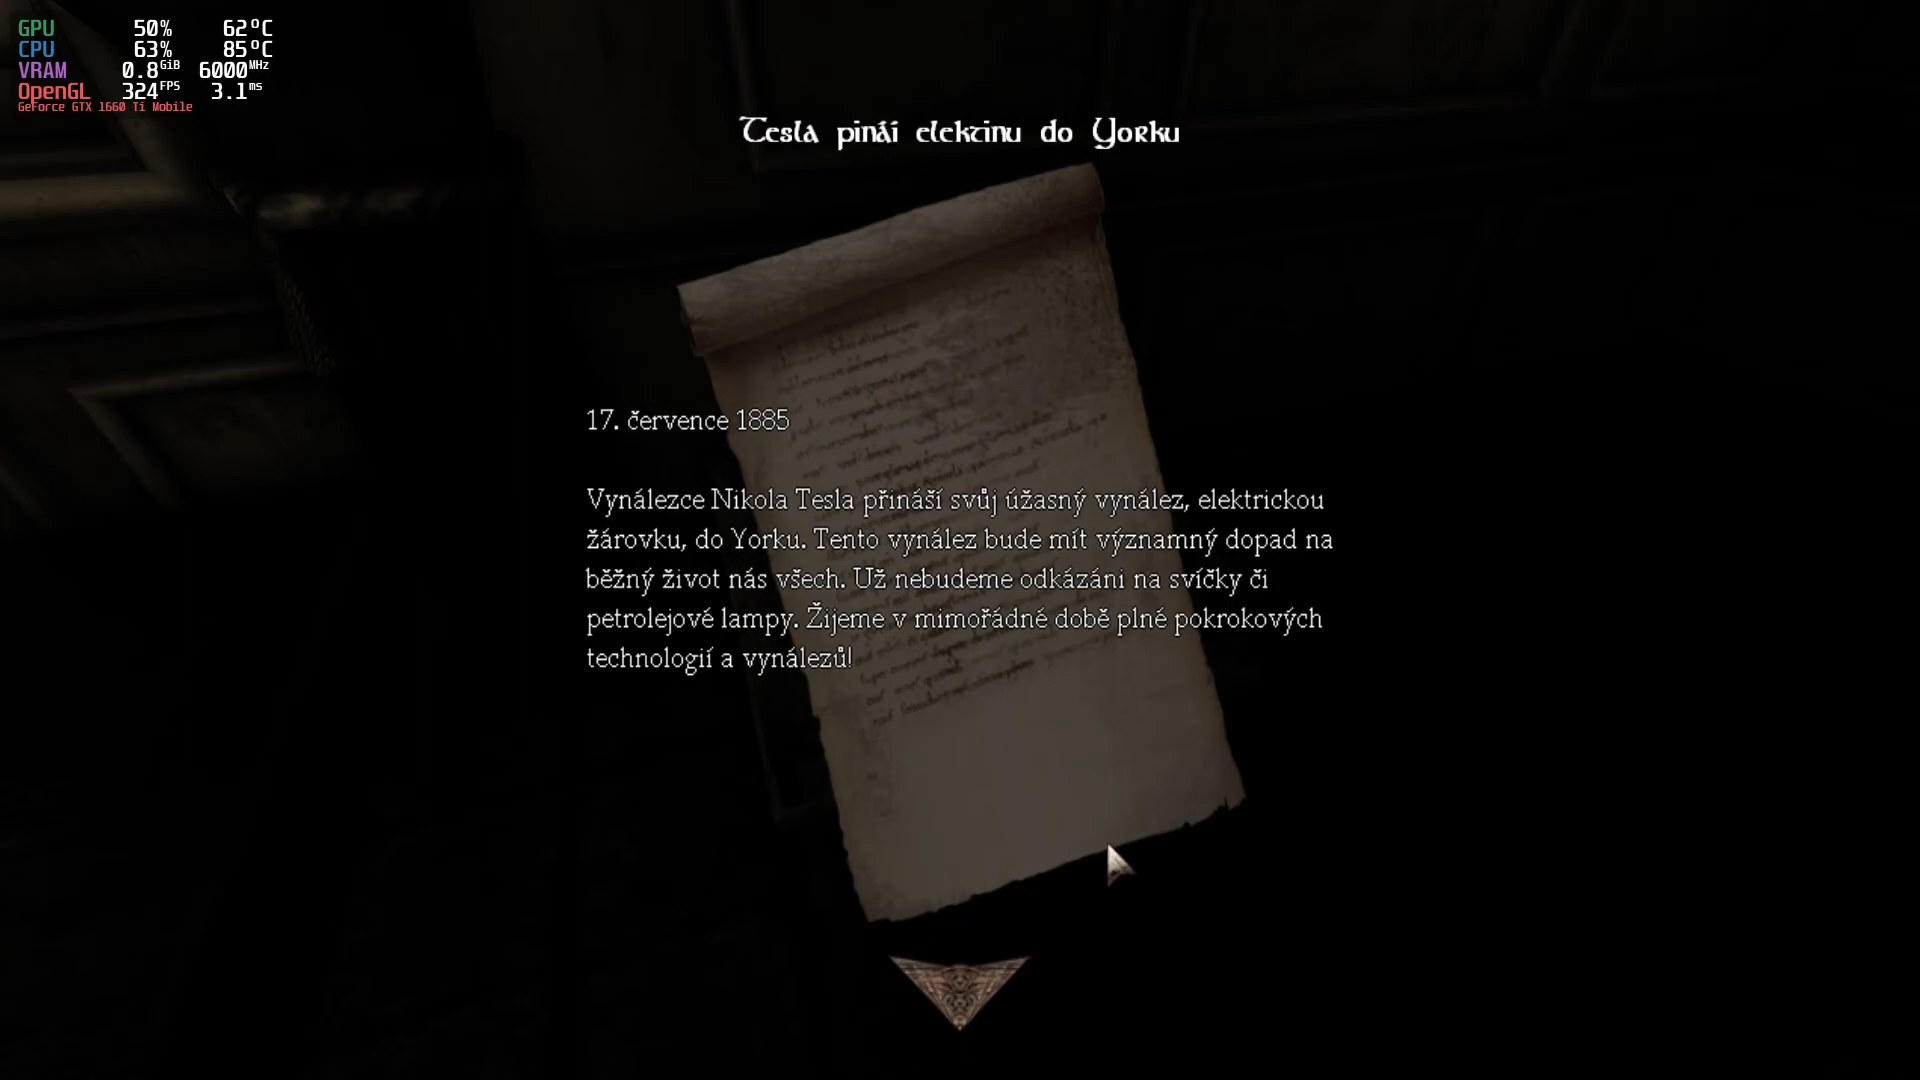 GPU 50% 62°C
CPU 63% 85°C
VRAM 0.8GiB 6000MHz
OpenGL 324FPS 3.1ms
GeForce GTX 1660 Ti Mobile
Tesla pináí elektinu do Yorku
17. července 1885
Vynálezce Nikola Tesla přináší svůj úžasný vynález, elektrickou
žárovku, do Yorku. Tento vynález bude mít významný dopad na
běžný život nás všech. Už nebudeme odkázáni na svíčky či
petrolejové lampy. Žijeme v mimořádné době plné pokrokových
technologií a vynálezů!